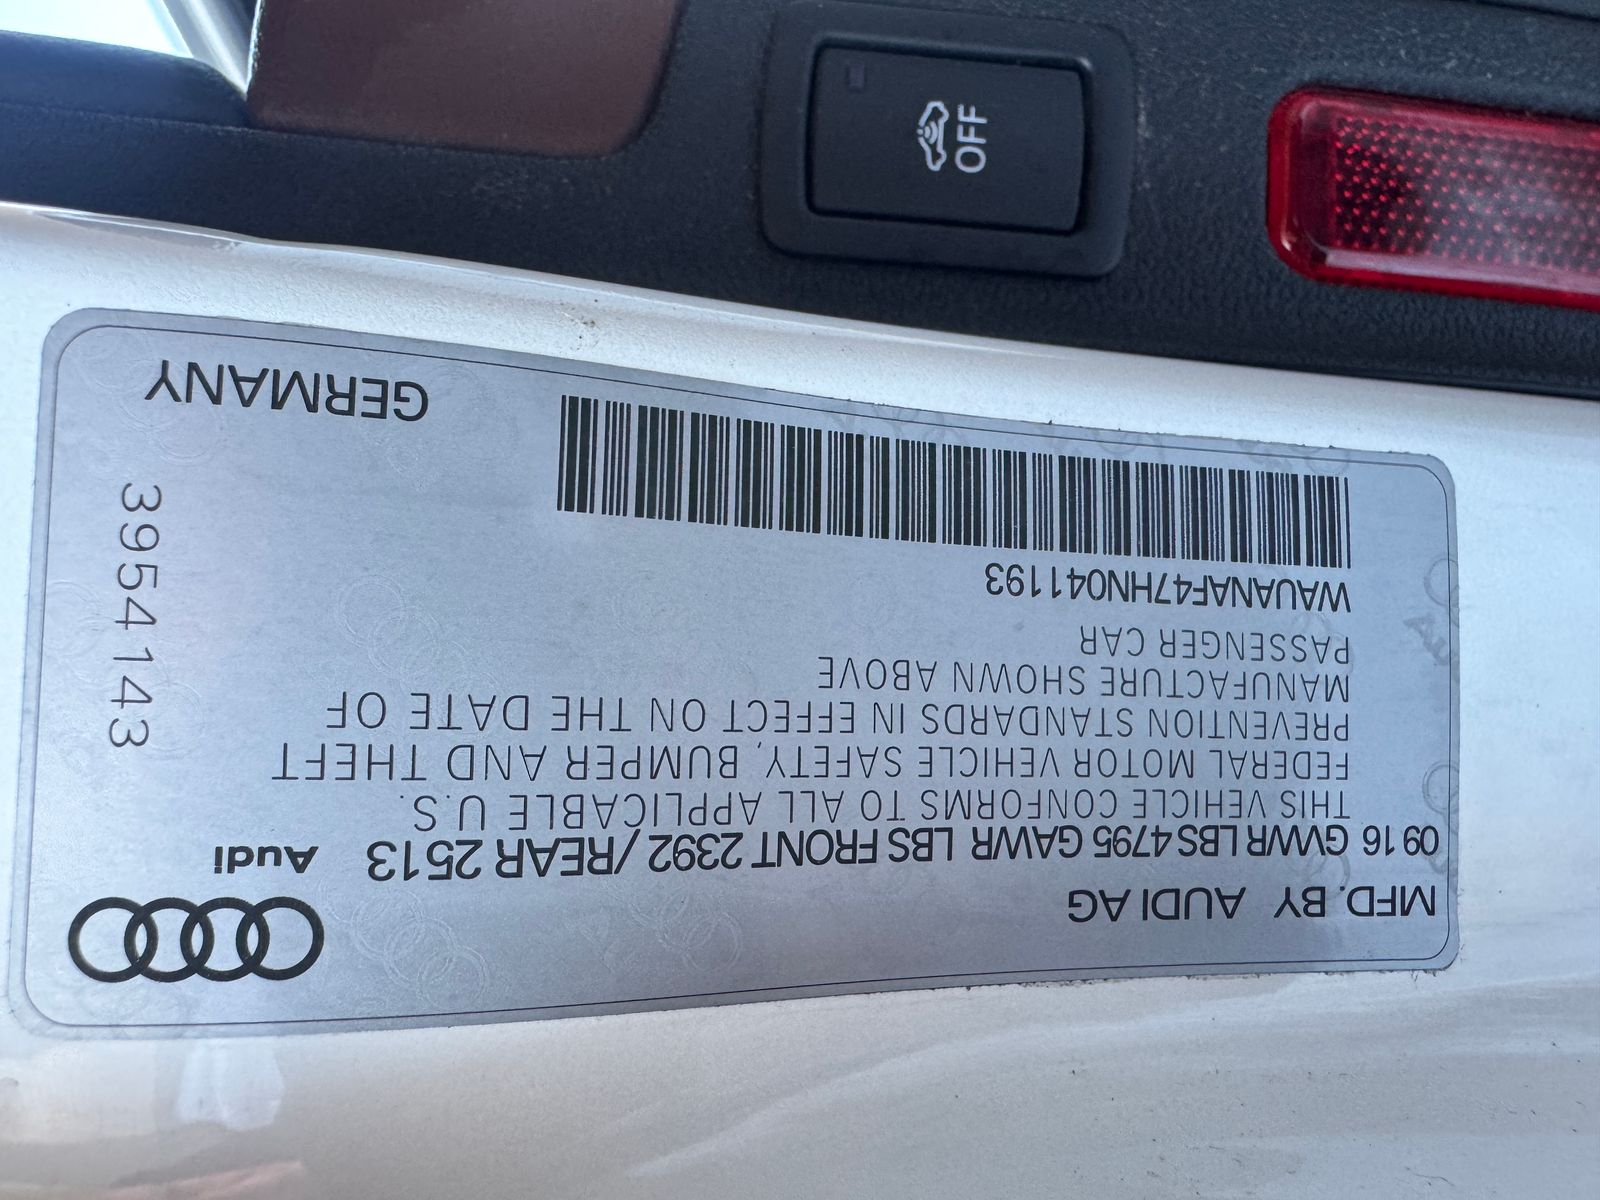 OFF
Audi
MFD. BY AUDI AG
09 16 GVWR LBS 4795 GAWR LBS FRONT 2392 / REAR 2513
THIS VEHICLE CONFORMS TO ALL APPLICABLE U.S.
FEDERAL MOTOR VEHICLE SAFETY, BUMPER AND THEFT
PREVENTION STANDARDS IN EFFECT ON THE DATE OF
MANUFACTURE SHOWN ABOVE
PASSENGER CAR
WAUANAF47HN041193
3954143
GERMANY